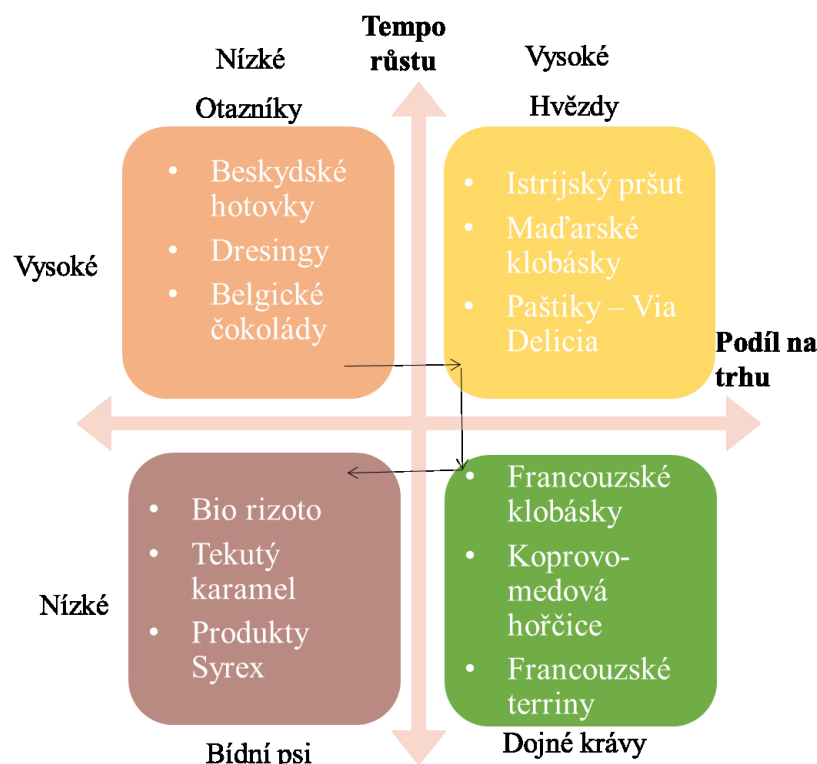 Tempo
růstu
Nízké
Vysoké
Otazníky
Hvězdy
• Beskydské
hotovky
• Dresingy
• Belgické
čokolády
• Istrijský pršut
• Maďarské
klobásky
• Paštiky – Via
Delicia
Vysoké
Podíl na
trhu
• Bio rizoto
• Tekutý
karamel
• Produkty
Syrex
• Francouzské
klobásky
• Koprovo-
medová
hořčice
• Francouzské
terriny
Nízké
Bídní psi
Dojné krávy